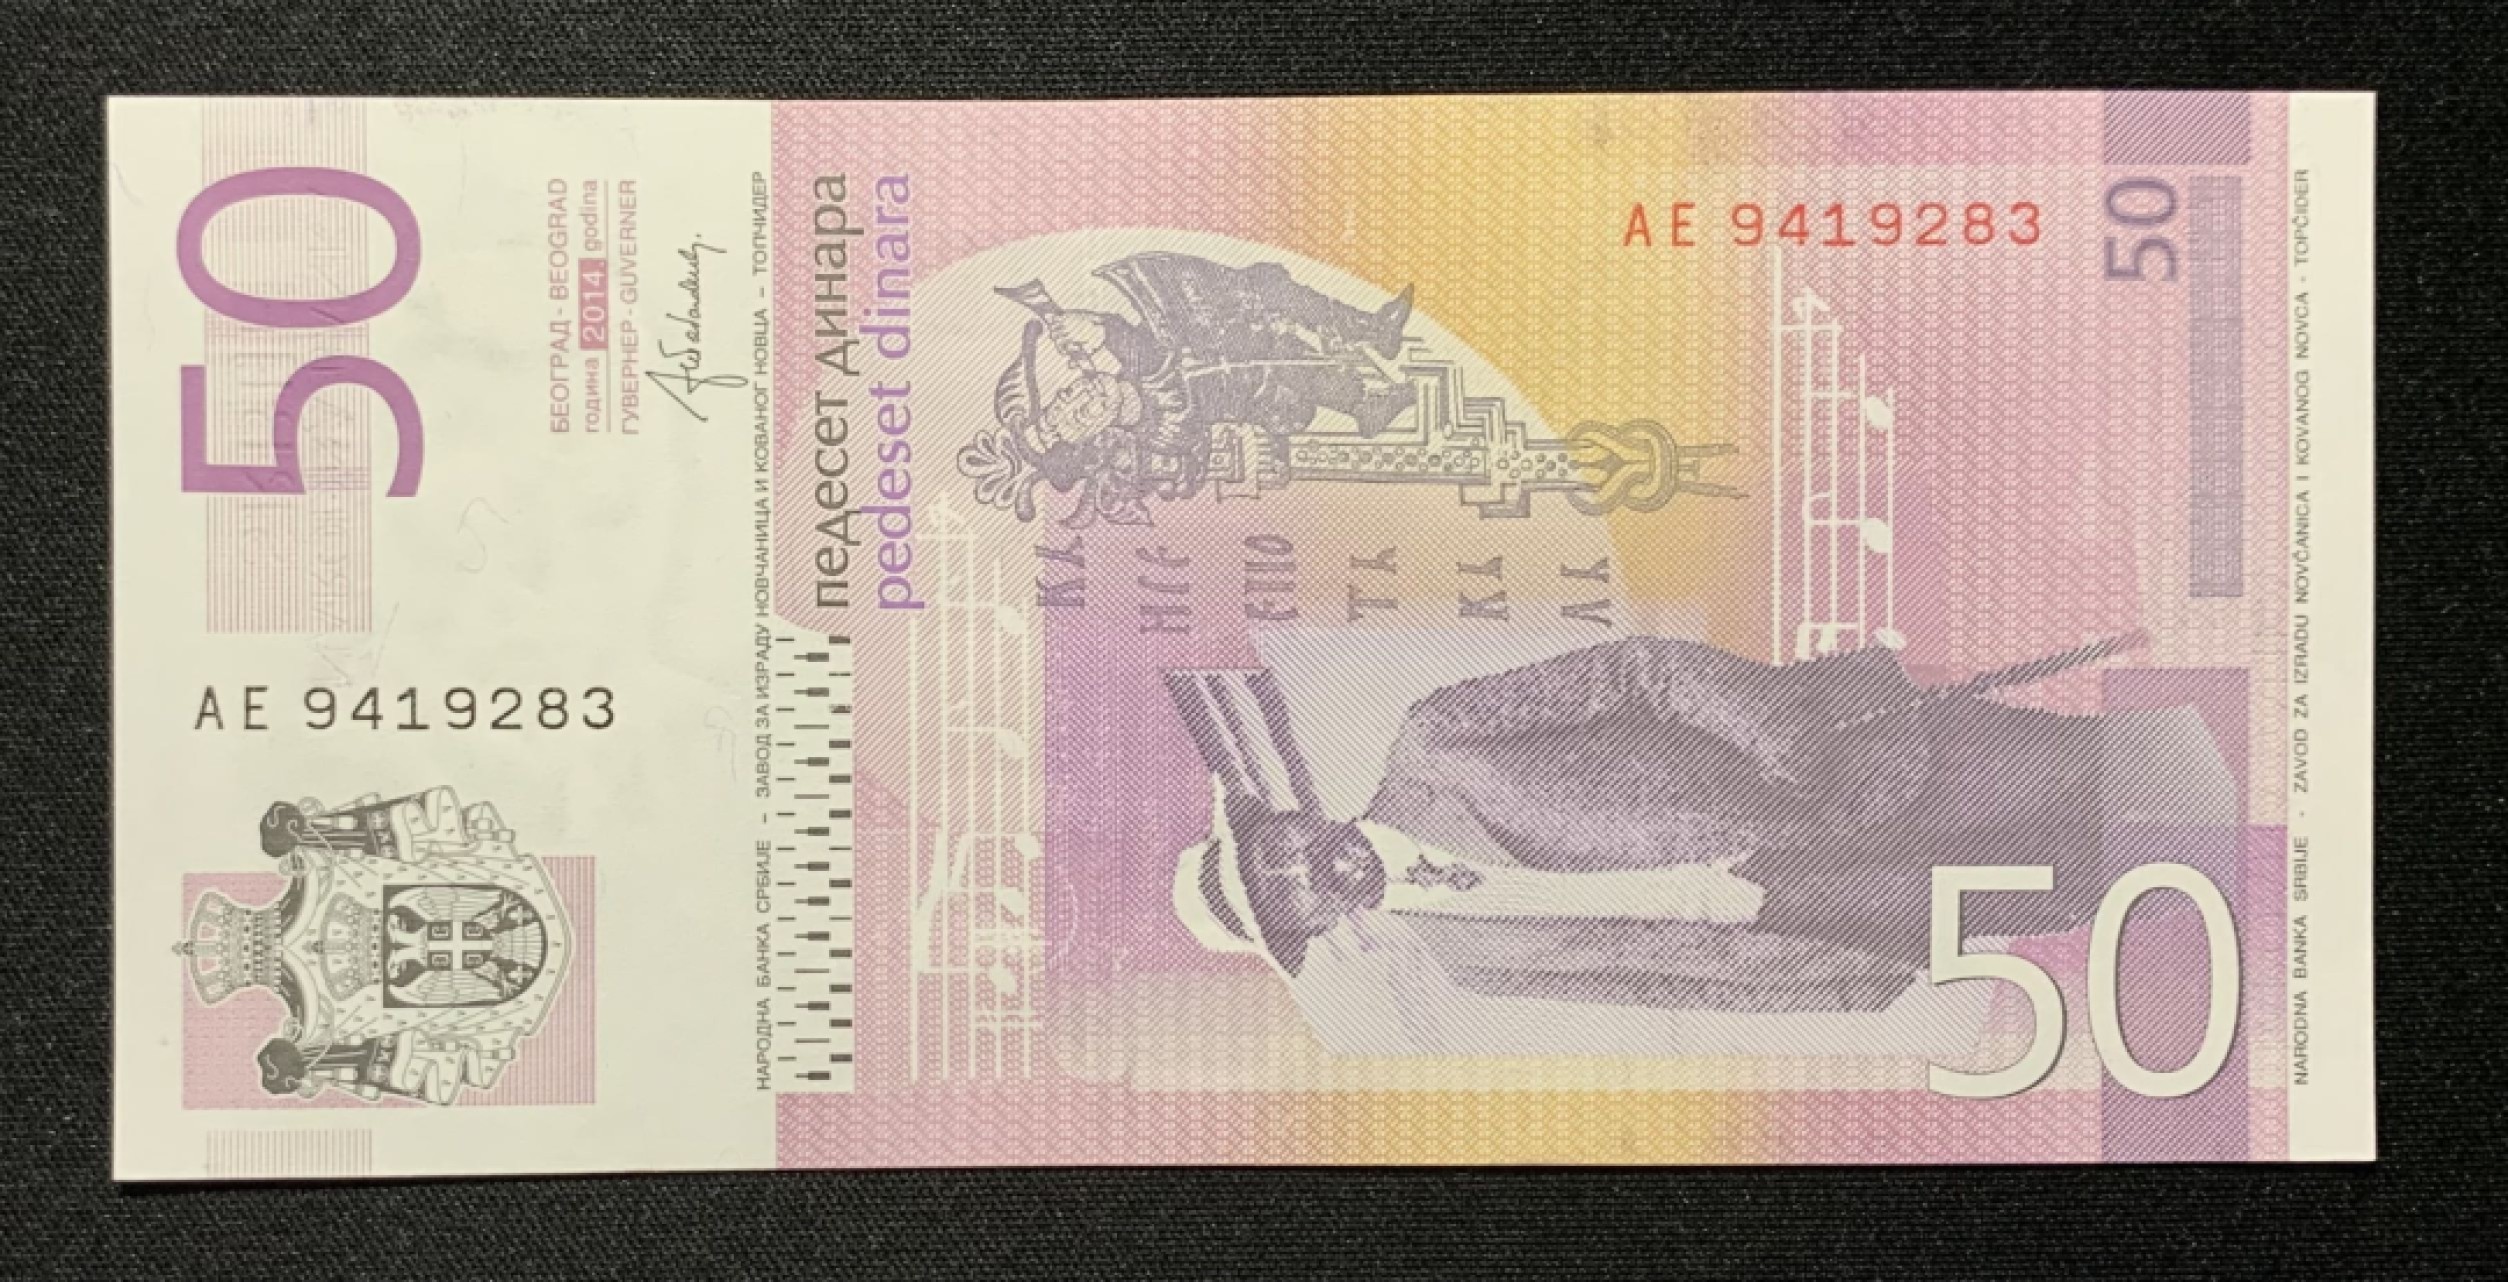 50
БЕОГРАД - BEOGRAD
година 2014. godina
ГУВЕРНЕР - GUVERNER
AE 9419283
НАРОДНА БАНКА СРБИЈЕ – ЗАВОД ЗА ИЗРАДУ НОВЧАНИЦА И КОВАНОГ НОВЦА – ТОПЧИДЕР
педесет динара
pedeset dinara
AE 9419283
50
50
NARODNA BANKA SRBIJE - ZAVOD ZA IZRADU NOVČANICA I KOVANOG NOVCA - TOPČIDER